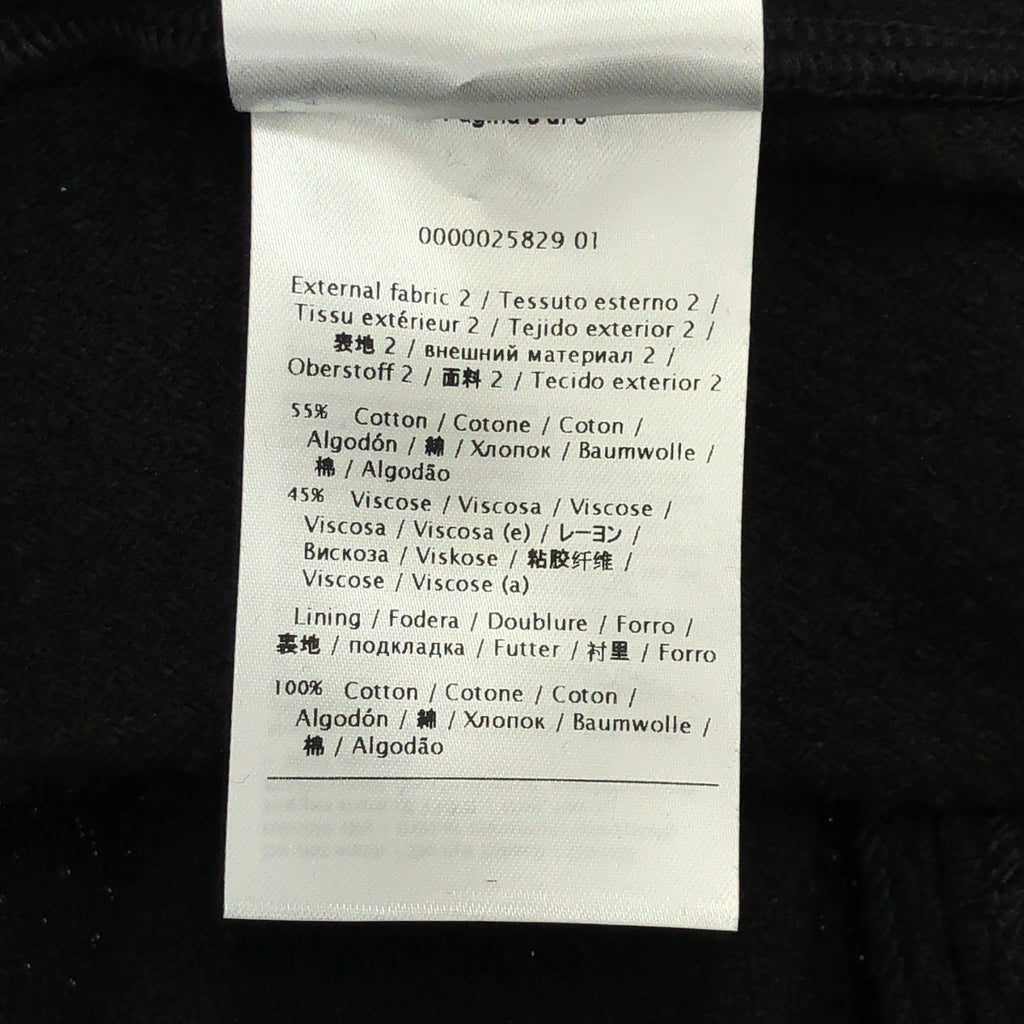 0000025829 01
External fabric 2 / Tessuto esterno 2 /
Tissu extérieur 2 / Tejido exterior 2 /
表地 2 / внешний материал 2 /
Oberstoff 2 / 面料 2 / Tecido exterior 2
55% Cotton / Cotone / Coton /
Algodón / 綿 / Хлопок / Baumwolle /
棉 / Algodão
45% Viscose / Viscosa / Viscose /
Viscosa / Viscosa (e) / レーヨン /
Вискоза / Viskose / 粘胶纤维 /
Viscose / Viscose (a)
Lining / Fodera / Doublure / Forro /
裏地 / подкладка / Futter / 衬里 / Forro
100% Cotton / Cotone / Coton /
Algodón / 綿 / Хлопок / Baumwolle /
棉 / Algodão